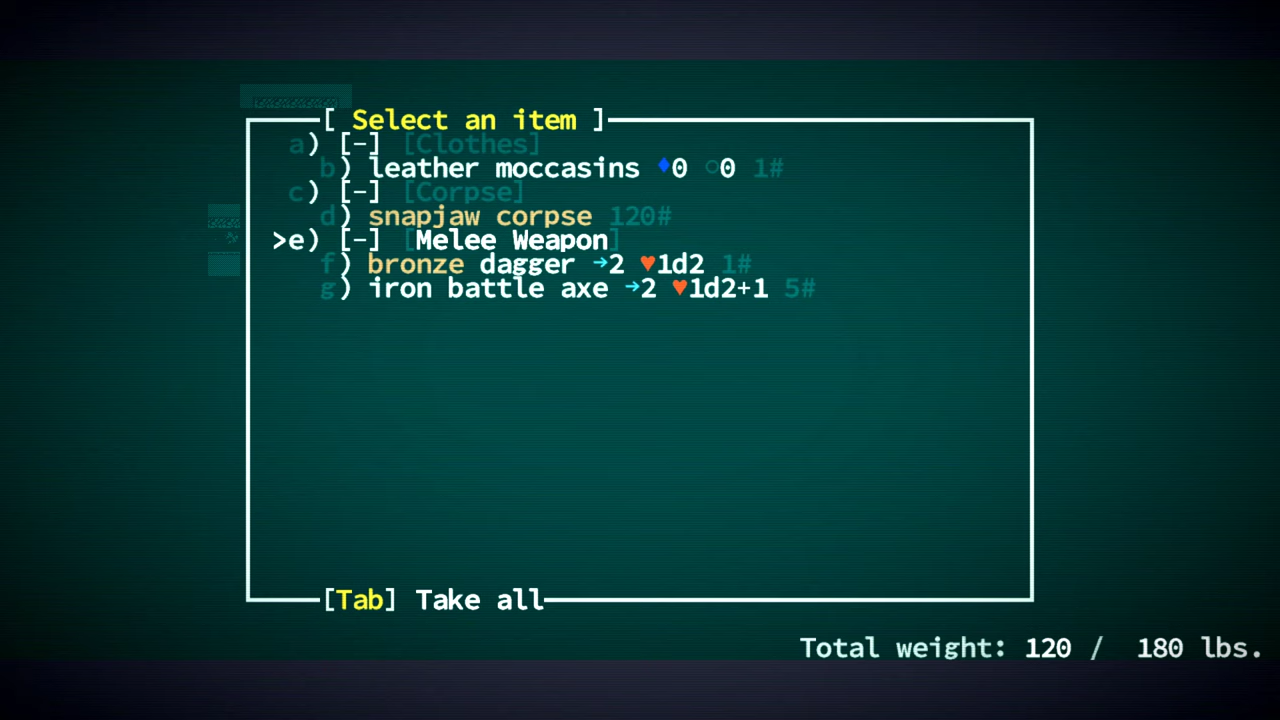 [ Select an item ]
a) [-] [Clothes]
b) leather moccasins ♦0 ○0 1#
c) [-] [Corpse]
d) snapjaw corpse 120#
>e) [-] [Melee Weapon]
f) bronze dagger →2 ♥1d2 1#
g) iron battle axe →2 ♥1d2+1 5#
[Tab] Take all
Total weight: 120 / 180 lbs.